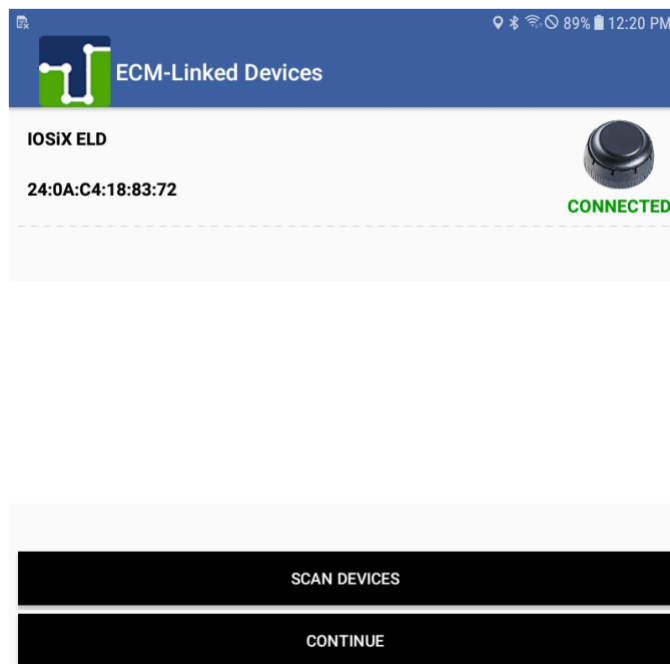 89% 12:20 PM
ECM-Linked Devices
IOSiX ELD
24:0A:C4:18:83:72
CONNECTED
SCAN DEVICES
CONTINUE